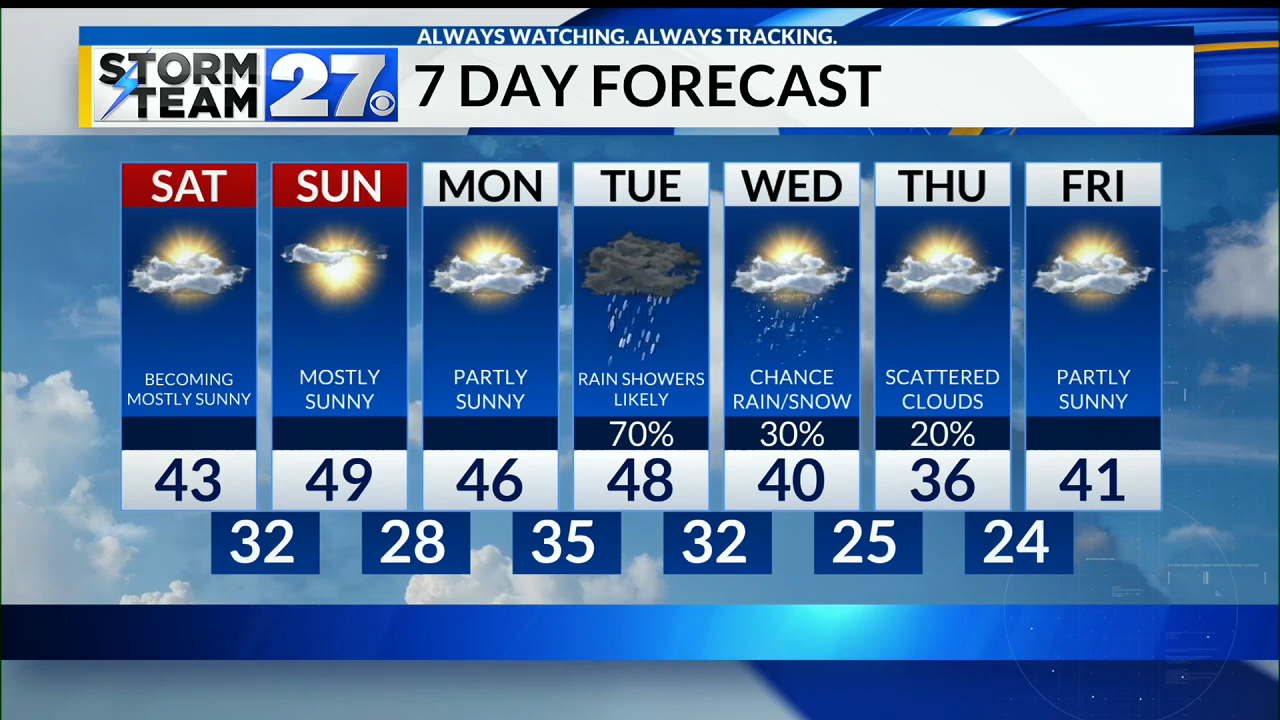 ALWAYS WATCHING. ALWAYS TRACKING.
STORM
TEAM
27
7 DAY FORECAST
SAT
SUN
MON
TUE
WED
THU
FRI
BECOMING
MOSTLY SUNNY
MOSTLY
SUNNY
PARTLY
SUNNY
RAIN SHOWERS
LIKELY
CHANCE
RAIN/SNOW
SCATTERED
CLOUDS
PARTLY
SUNNY
70%
30%
20%
43
49
46
48
40
36
41
32
28
35
32
25
24